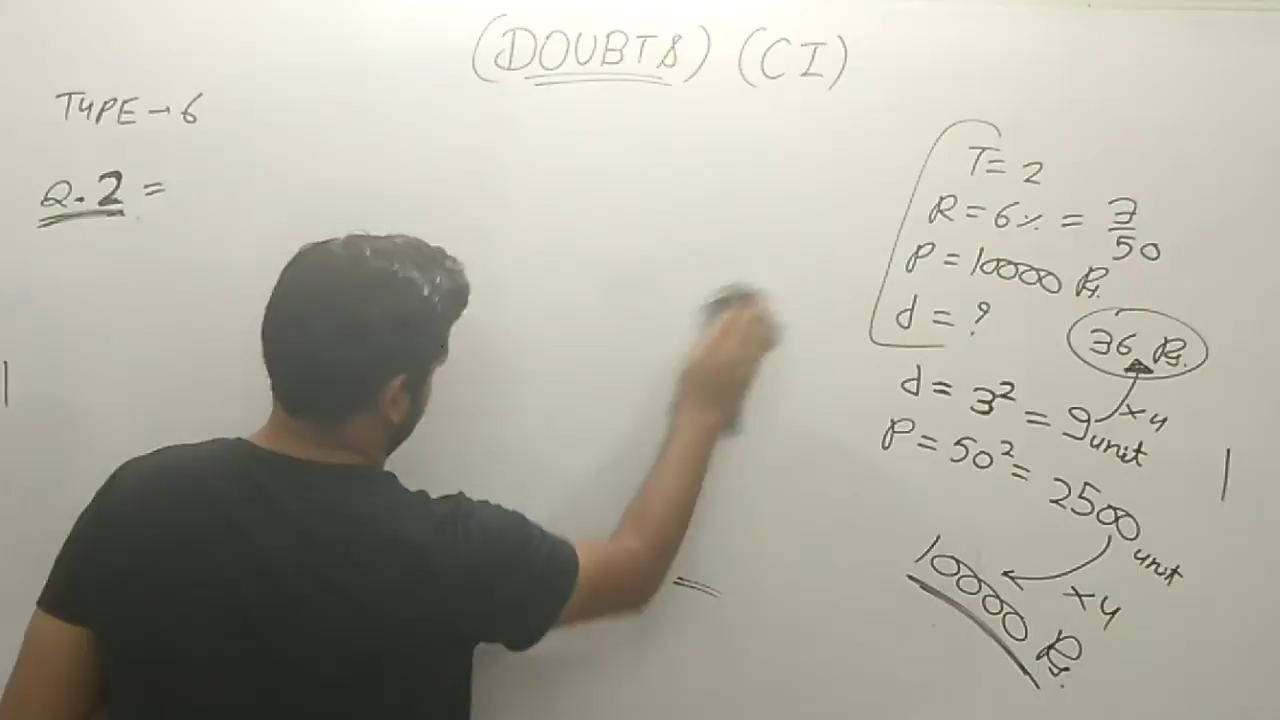 (DOUBTS) (CI)
TYPE → 6
Q.2 =
T = 2
R = 6% = 3/50
P = 10000 Rs.
d = ?
36 Rs.
d = 3² = 9 unit
×4
P = 50² = 2500 unit
×4
10000 Rs.